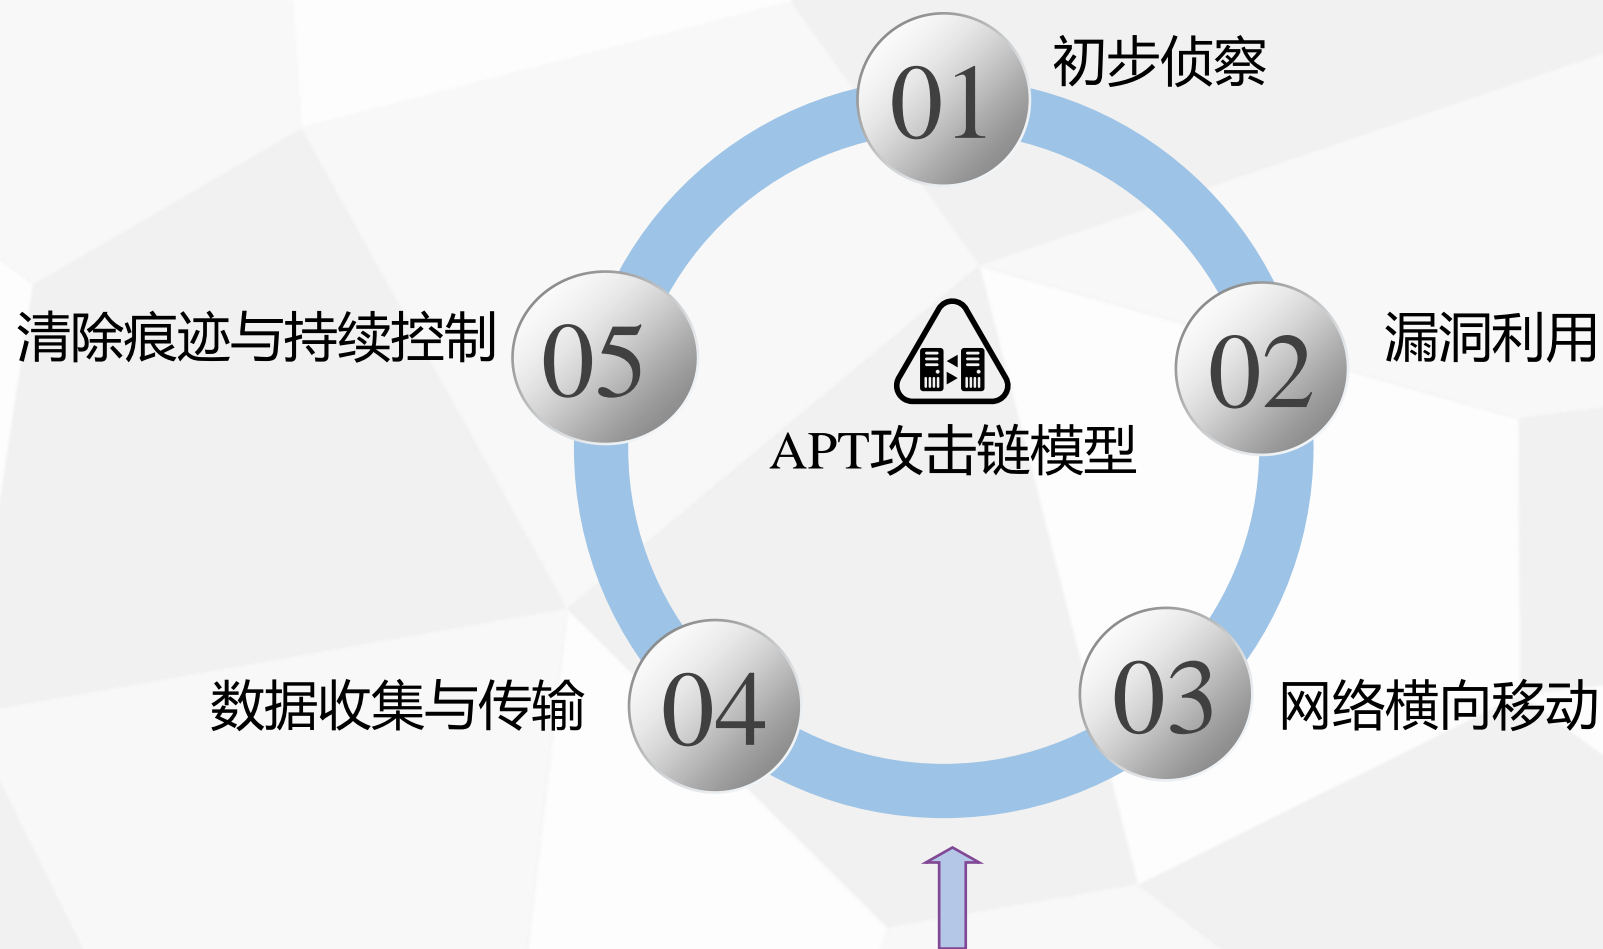 01
初步侦察
02
漏洞利用
03
网络横向移动
04
数据收集与传输
05
清除痕迹与持续控制
APT攻击链模型